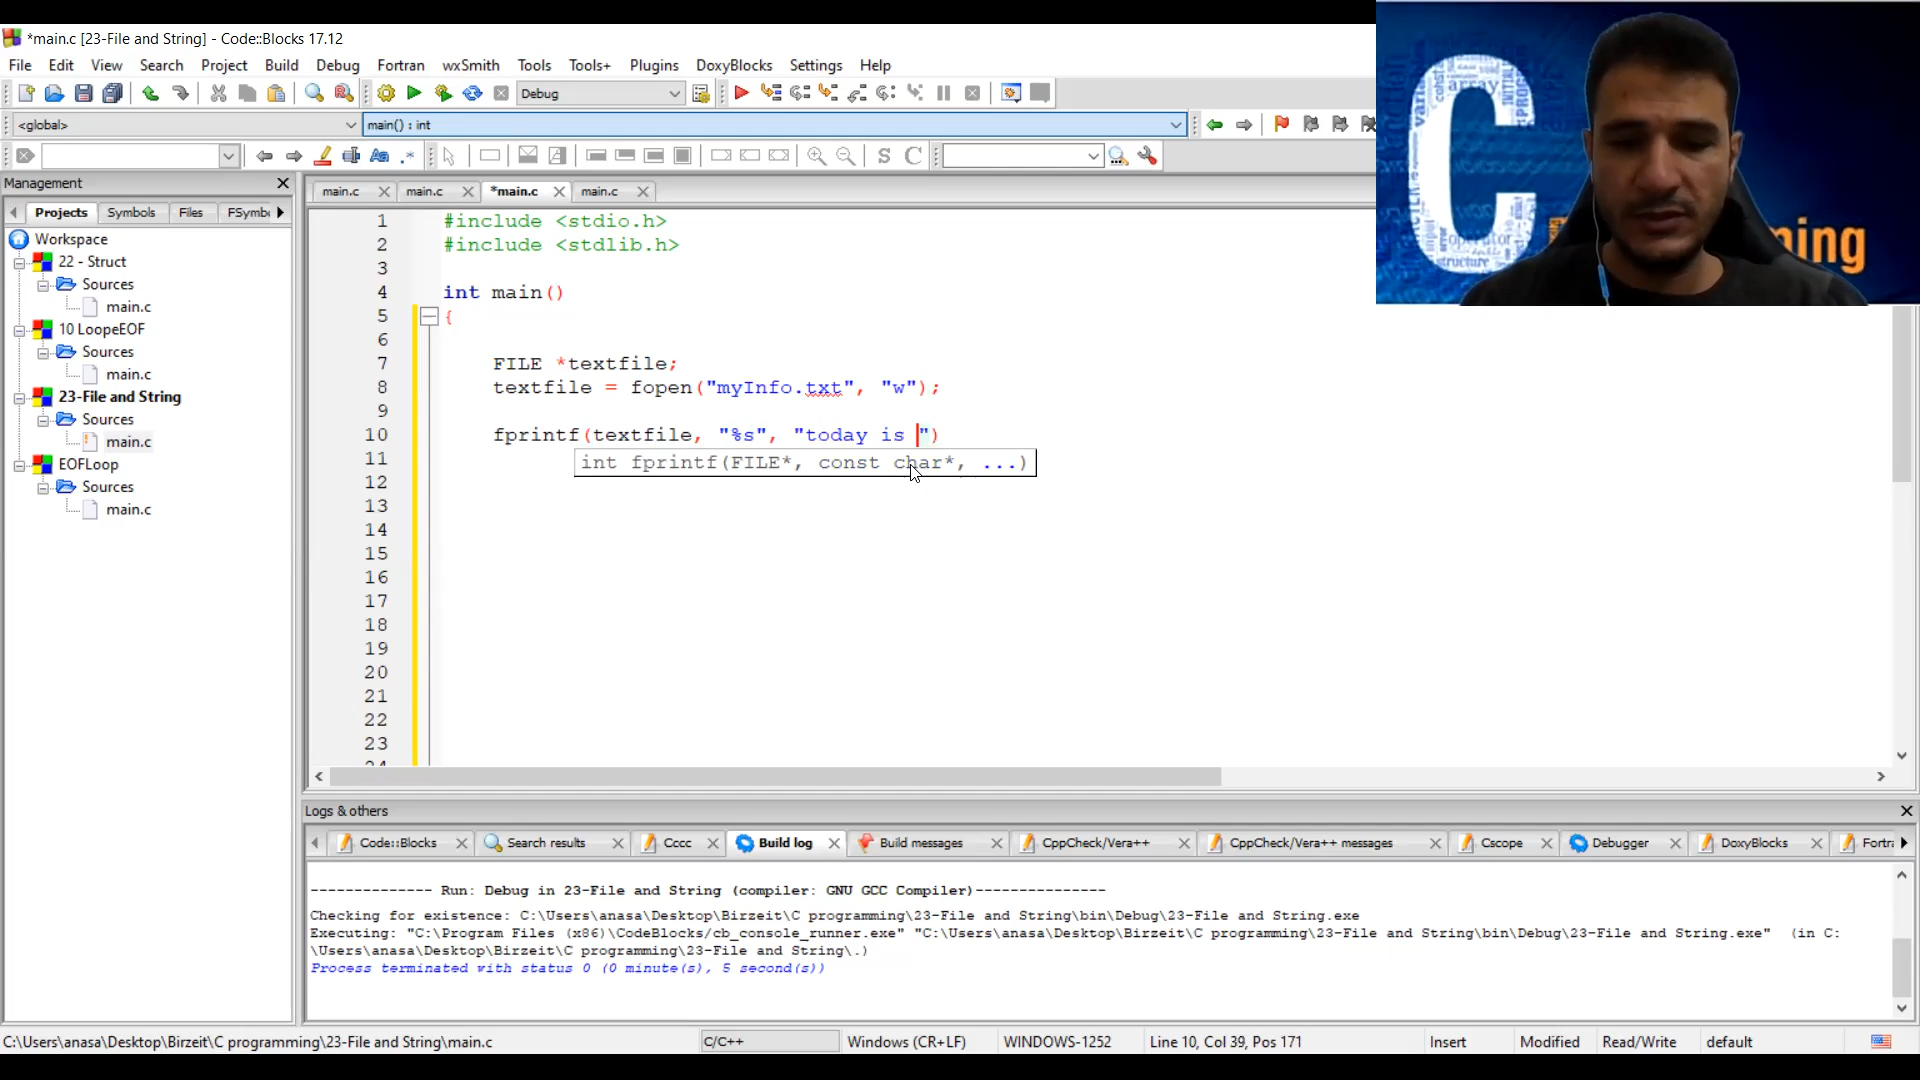 *main.c [23-File and String] - Code::Blocks 17.12
File Edit View Search Project Build Debug Fortran wxSmith Tools Tools+ Plugins DoxyBlocks Settings Help
Debug
<global>
main() : int
Management
Projects Symbols Files FSymbo
Workspace
22 - Struct
Sources
main.c
10 LoopeEOF
Sources
main.c
23-File and String
Sources
main.c
EOFLoop
Sources
main.c
main.c main.c *main.c main.c
1 #include <stdio.h>
2 #include <stdlib.h>
3
4 int main()
5 {
6
7 FILE *textfile;
8 textfile = fopen("myInfo.txt", "w");
9
10 fprintf(textfile, "%s", "today is ")
11 int fprintf(FILE*, const char*, ...)
12
13
14
15
16
17
18
19
20
21
22
23
24
Logs & others
Code::Blocks Search results Cccc Build log Build messages CppCheck/Vera++ CppCheck/Vera++ messages Cscope Debugger DoxyBlocks Fortra
-------------- Run: Debug in 23-File and String (compiler: GNU GCC Compiler)---------------
Checking for existence: C:\Users\anasa\Desktop\Birzeit\C programming\23-File and String\bin\Debug\23-File and String.exe
Executing: "C:\Program Files (x86)\CodeBlocks/cb_console_runner.exe" "C:\Users\anasa\Desktop\Birzeit\C programming\23-File and String\bin\Debug\23-File and String.exe" (in C:
\Users\anasa\Desktop\Birzeit\C programming\23-File and String\.)
Process terminated with status 0 (0 minute(s), 5 second(s))
C:\Users\anasa\Desktop\Birzeit\C programming\23-File and String\main.c C/C++ Windows (CR+LF) WINDOWS-1252 Line 10, Col 39, Pos 171 Insert Modified Read/Write default
C
array
operator
structure